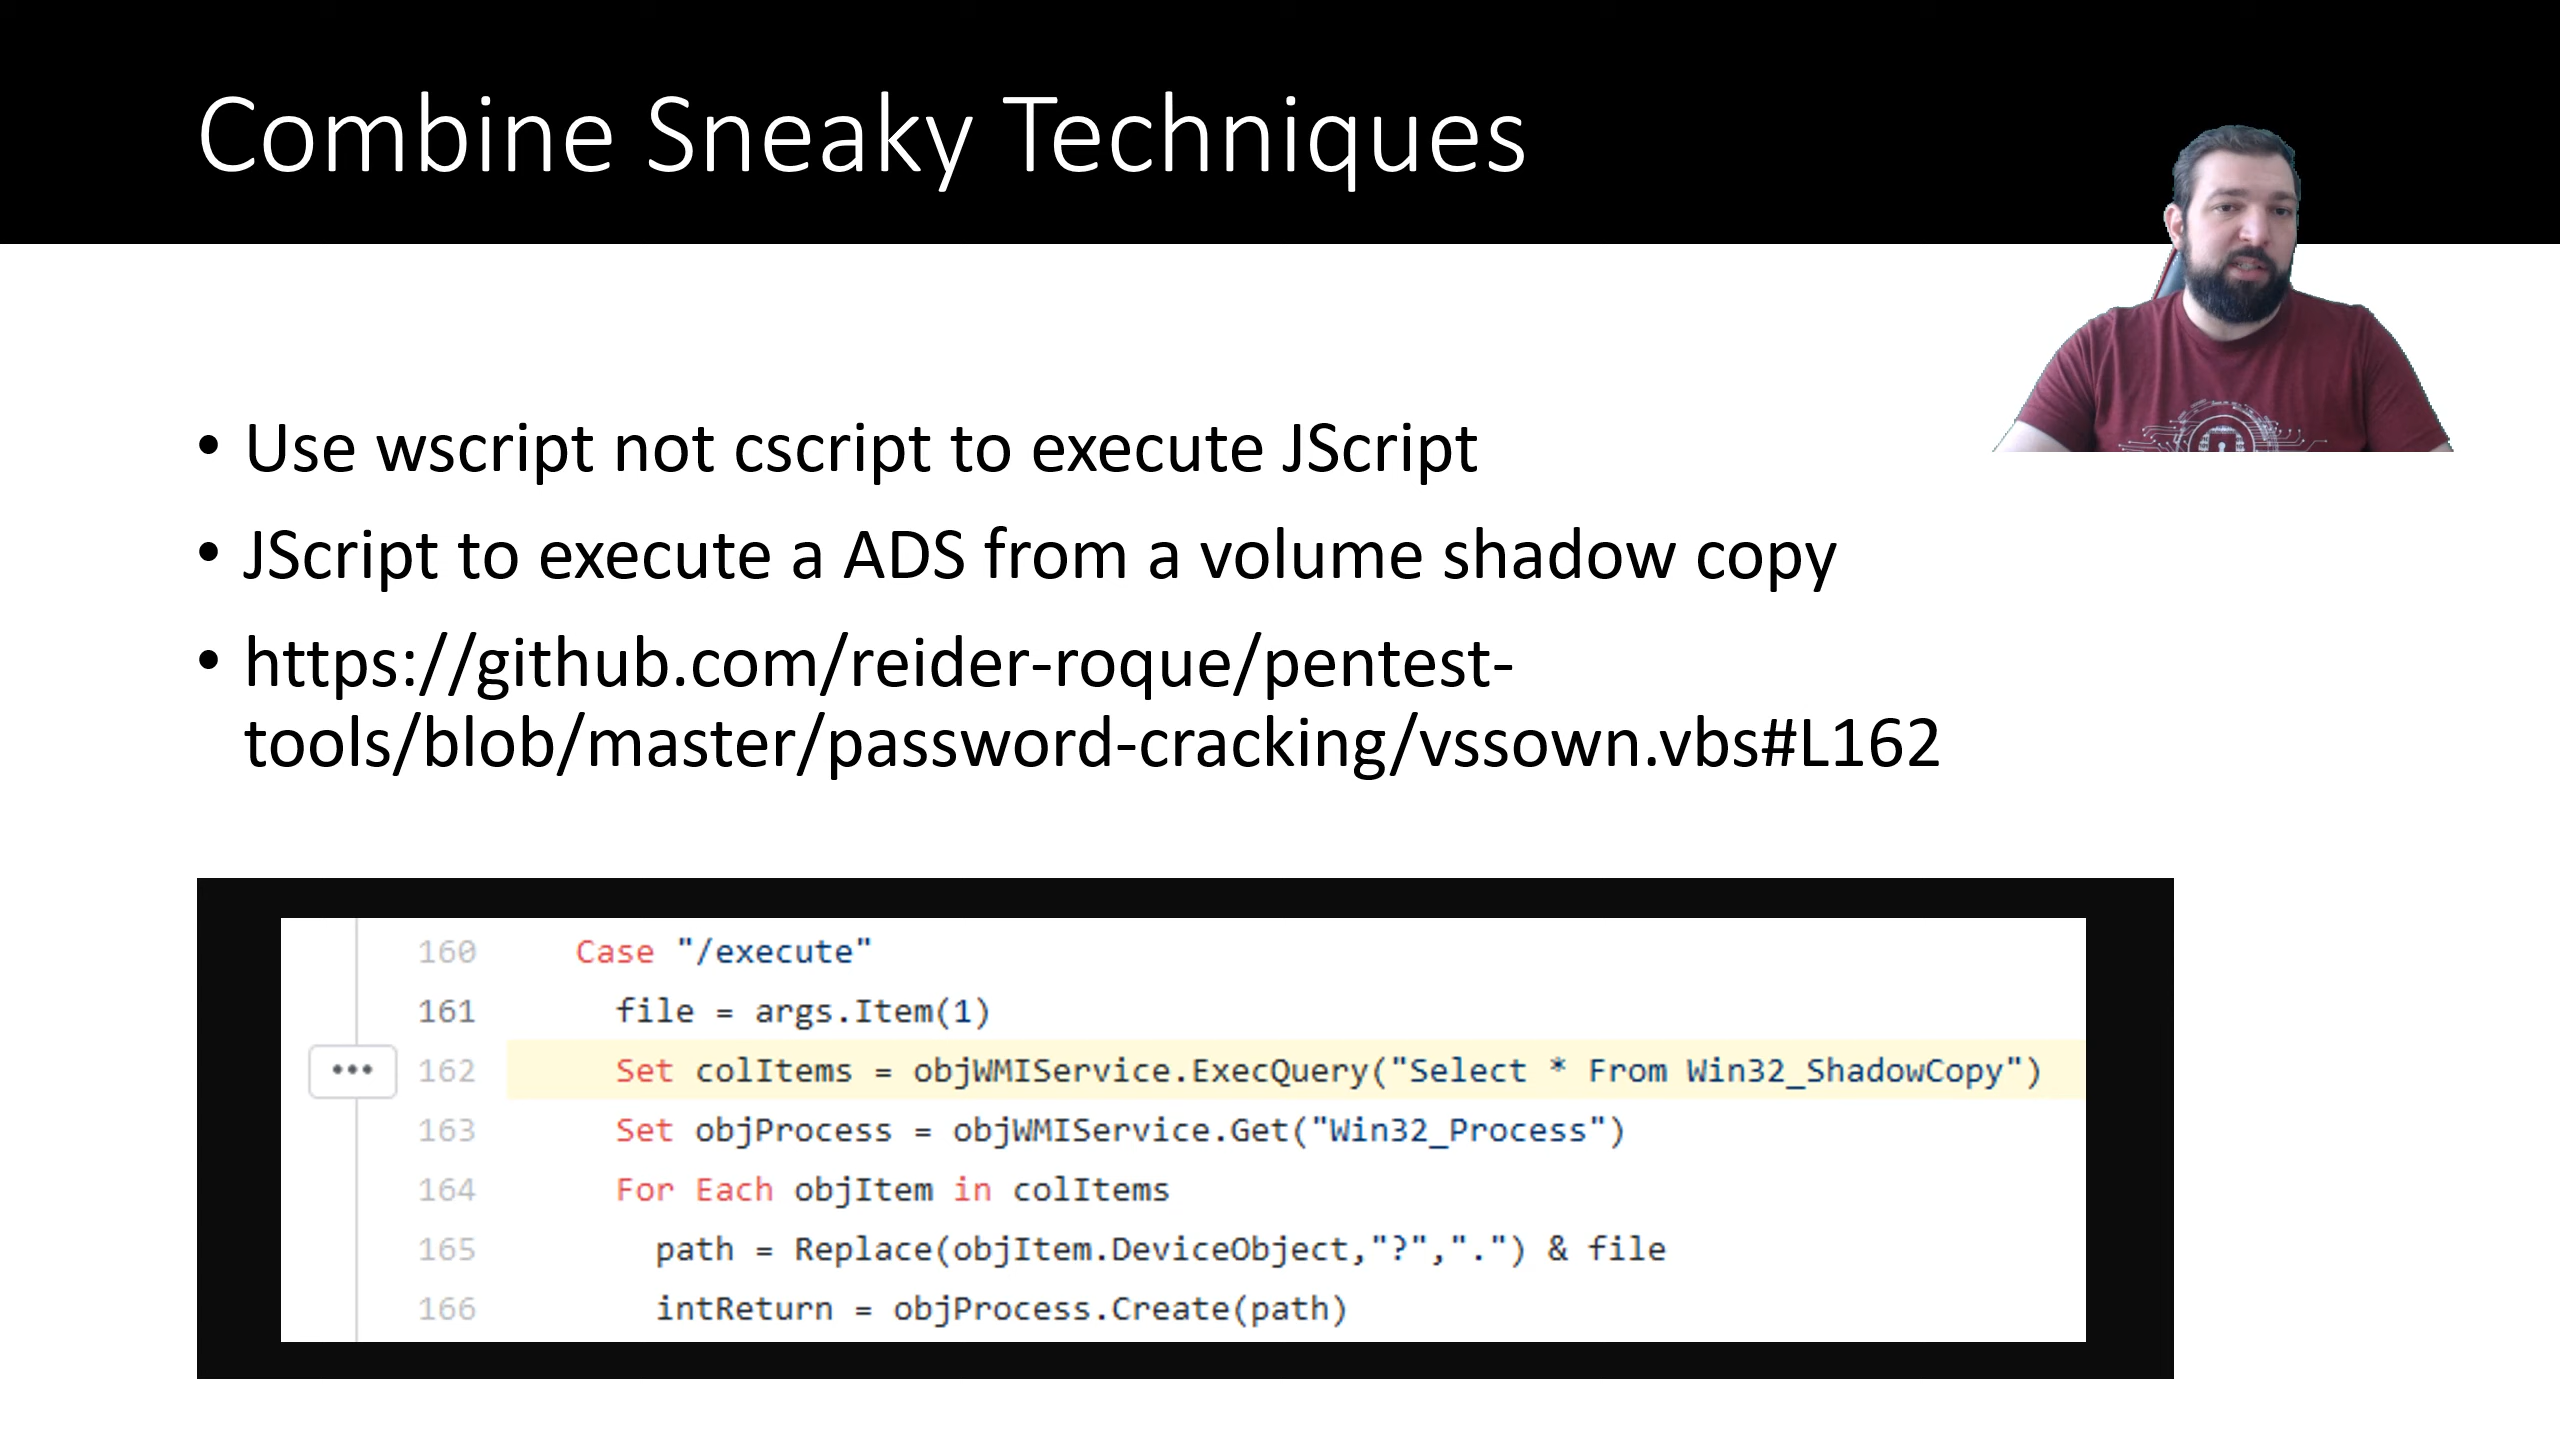 Combine Sneaky Techniques
• Use wscript not cscript to execute JScript
• JScript to execute a ADS from a volume shadow copy
• https://github.com/reider-roque/pentest-
tools/blob/master/password-cracking/vssown.vbs#L162
160 Case "/execute"
161 file = args.Item(1)
••• 162 Set colItems = objWMIService.ExecQuery("Select * From Win32_ShadowCopy")
163 Set objProcess = objWMIService.Get("Win32_Process")
164 For Each objItem in colItems
165 path = Replace(objItem.DeviceObject,"?",".") & file
166 intReturn = objProcess.Create(path)